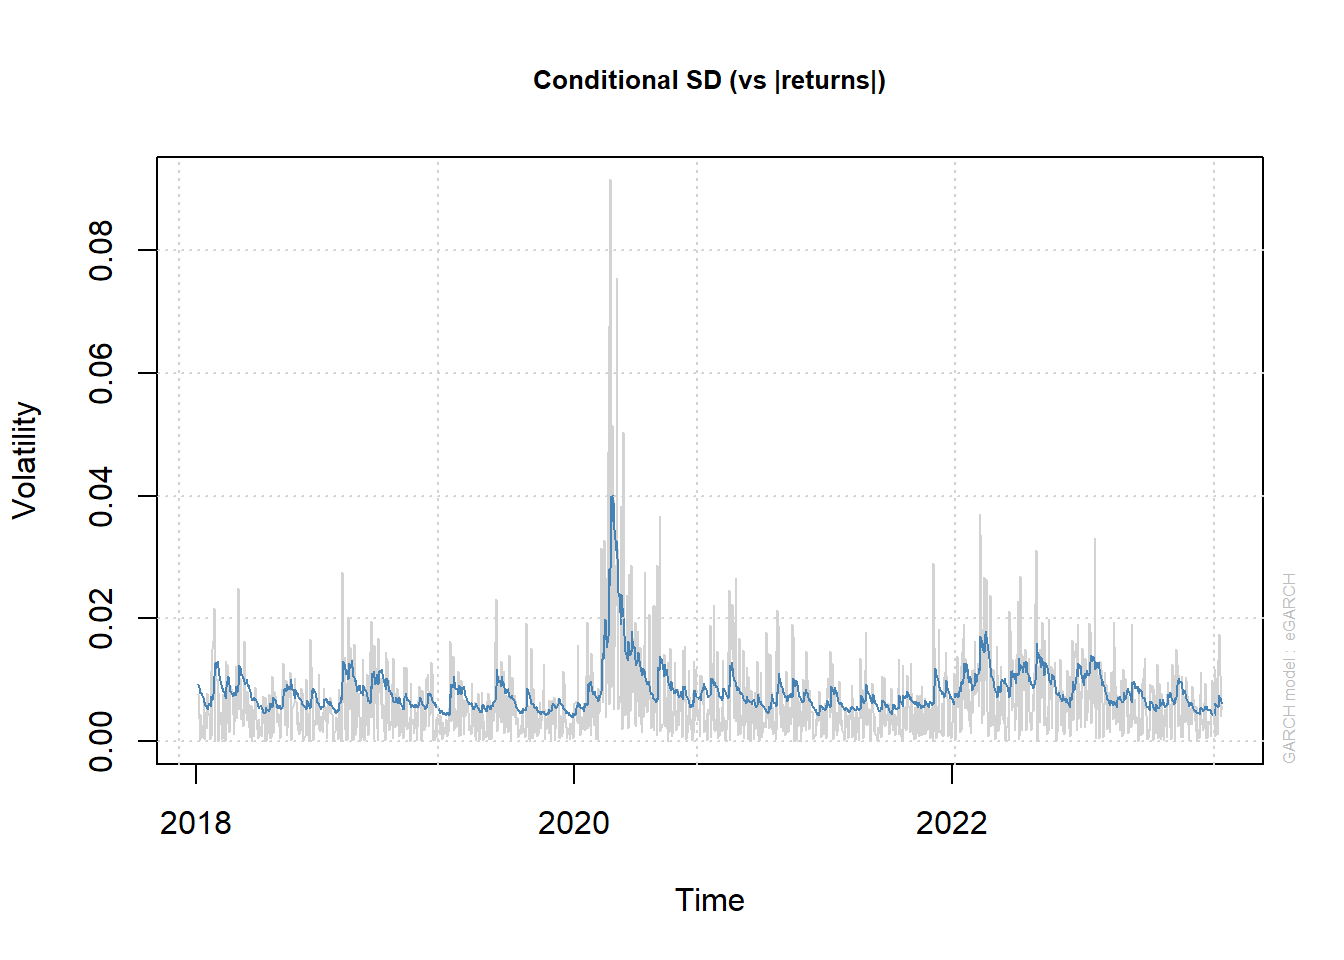 Conditional SD (vs |returns|)
Volatility
0.08
0.06
0.04
0.02
0.00
2018
2020
2022
Time
GARCH model : eGARCH